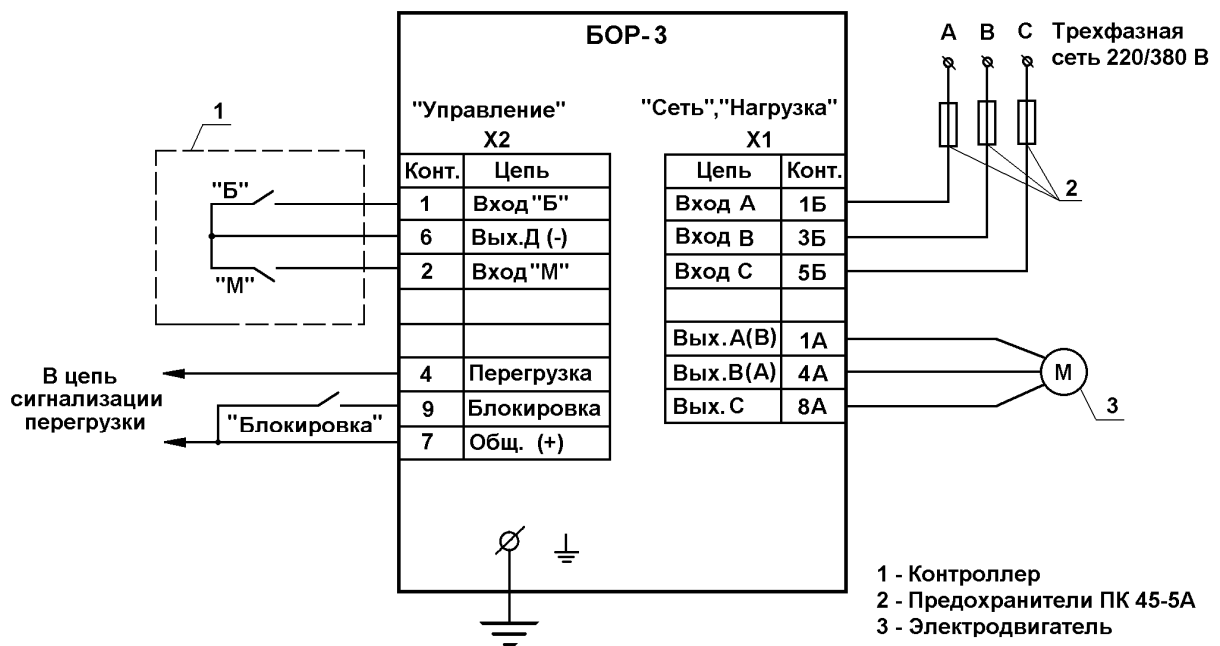 БОР-3
А В С Трехфазная
сеть 220/380 В
1
"Управление"
Х2
"Сеть","Нагрузка"
Х1
Конт. Цепь
1 Вход "Б"
6 Вых.Д (-)
2 Вход "М"
4 Перегрузка
9 Блокировка
7 Общ. (+)
Цепь Конт.
Вход А 1Б
Вход В 3Б
Вход С 5Б
Вых.А(В) 1А
Вых.В(А) 4А
Вых.С 8А
"Б"
"М"
2
М
3
В цепь
сигнализации
перегрузки
"Блокировка"
1 - Контроллер
2 - Предохранители ПК 45-5А
3 - Электродвигатель